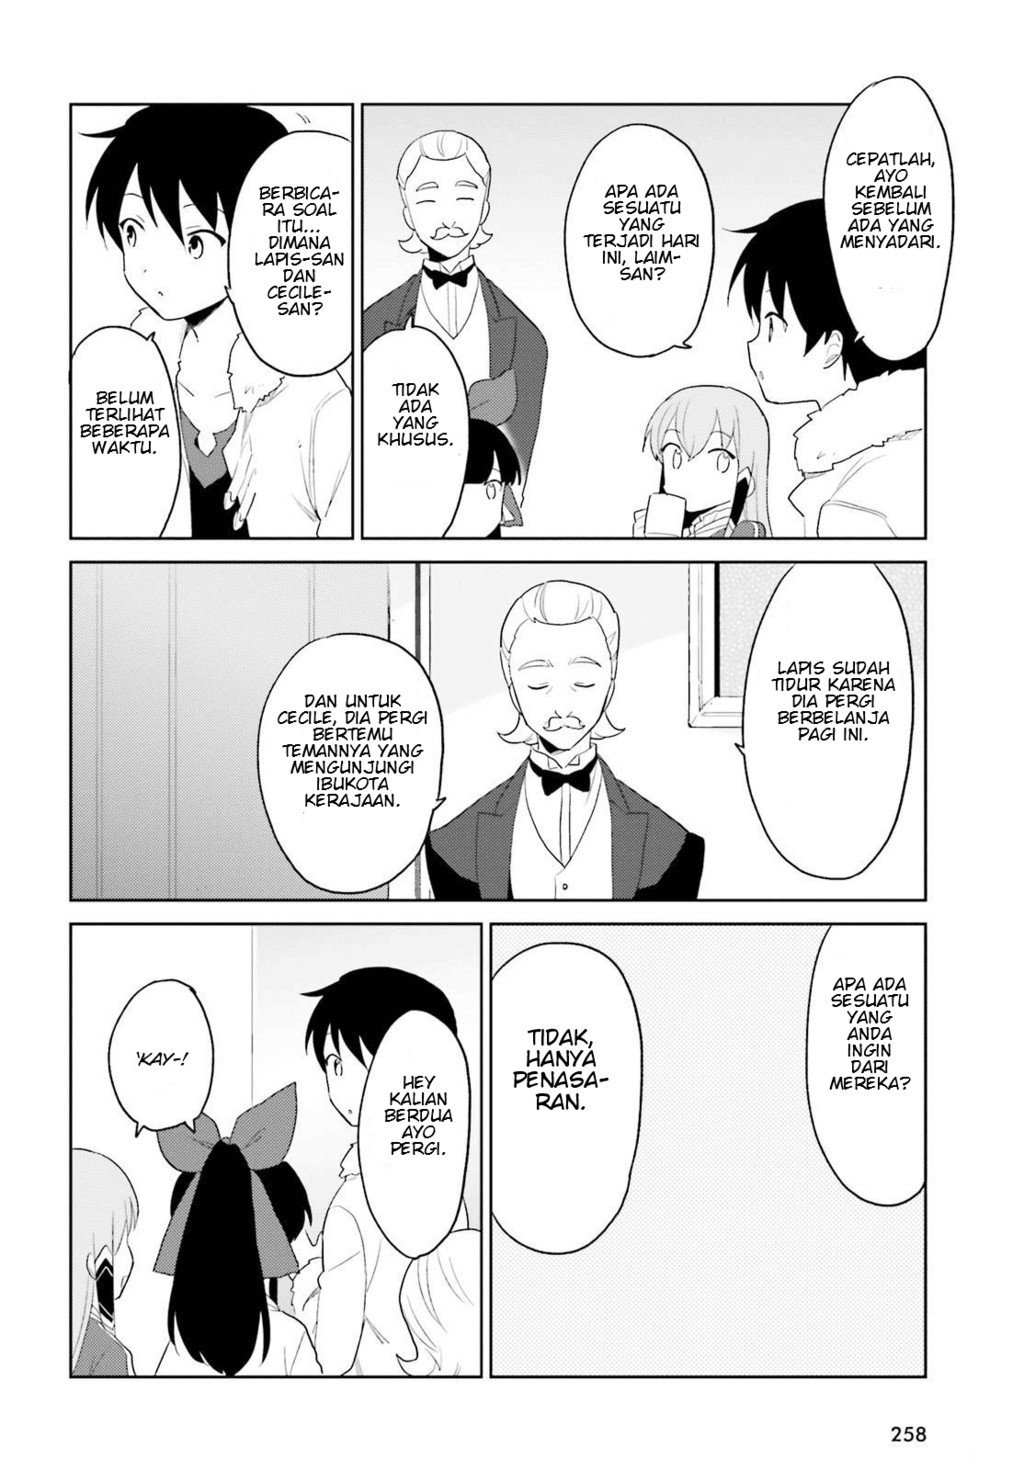 CEPATLAH,
AYO
KEMBALI
SEBELUM
ADA YANG
MENYADARI.
APA ADA
SESUATU
YANG
TERJADI HARI
INI, LAIM-
SAN?
TIDAK
ADA
YANG
KHUSUS.
BERBICA-
RA SOAL
ITU...
DIMANA
LAPIS-SAN
DAN
CECILE-
SAN?
BELUM
TERLIHAT
BEBERAPA
WAKTU.
LAPIS SUDAH
TIDUR KARENA
DIA PERGI
BERBELANJA
PAGI INI.
DAN UNTUK
CECILE, DIA PERGI
BERTEMU
TEMANNYA YANG
MENGUNJUNGI
IBUKOTA
KERAJAAN.
APA ADA
SESUATU
YANG
ANDA
INGIN
DARI
MEREKA?
TIDAK,
HANYA
PENASA-
RAN.
HEY
KALIAN
BERDUA
AYO
PERGI.
'KAY~!
258